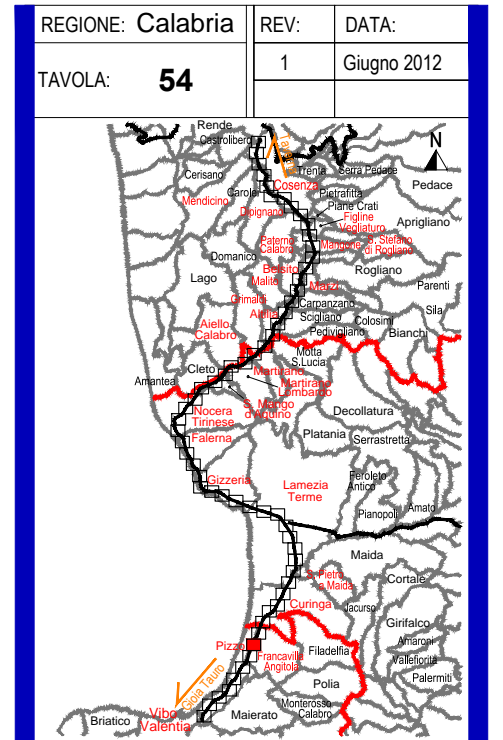 REGIONE: Calabria
REV:
DATA:
TAVOLA: 54
1
Giugno 2012
Rende
Castrolibero
Taranto
N
Cerisano
Trenta
Serra Pedace
Carolei
Cosenza
Pietrafitta
Pedace
Mendicino
Dipignano
Piane Crati
Figline
Vegliaturo
Aprigliano
Paterno
Calabro
Mangone
S. Stefano
di Rogliano
Domanico
Belsito
Rogliano
Lago
Malito
Marzi
Parenti
Grimaldi
Carpanzano
Altilia
Scigliano
Colosimi
Sila
Aiello
Calabro
Pedivigliano
Bianchi
Motta
S.Lucia
Cleto
Martirano
Amantea
Martirano
Lombardo
S. Mango
d'Aquino
Nocera
Tirinese
Decollatura
Falerna
Platania
Serrastretta
Gizzeria
Lamezia
Terme
Feroleto
Antico
Pianopoli
Amato
Maida
S. Pietro
a Maida
Cortale
Curinga
Jacurso
Girifalco
Pizzo
Francavilla
Angitola
Filadelfia
Amaroni
Vallefiorita
Gioia Tauro
Polia
Palermiti
Vibo
Valentia
Briatico
Maierato
Monterosso
Calabro